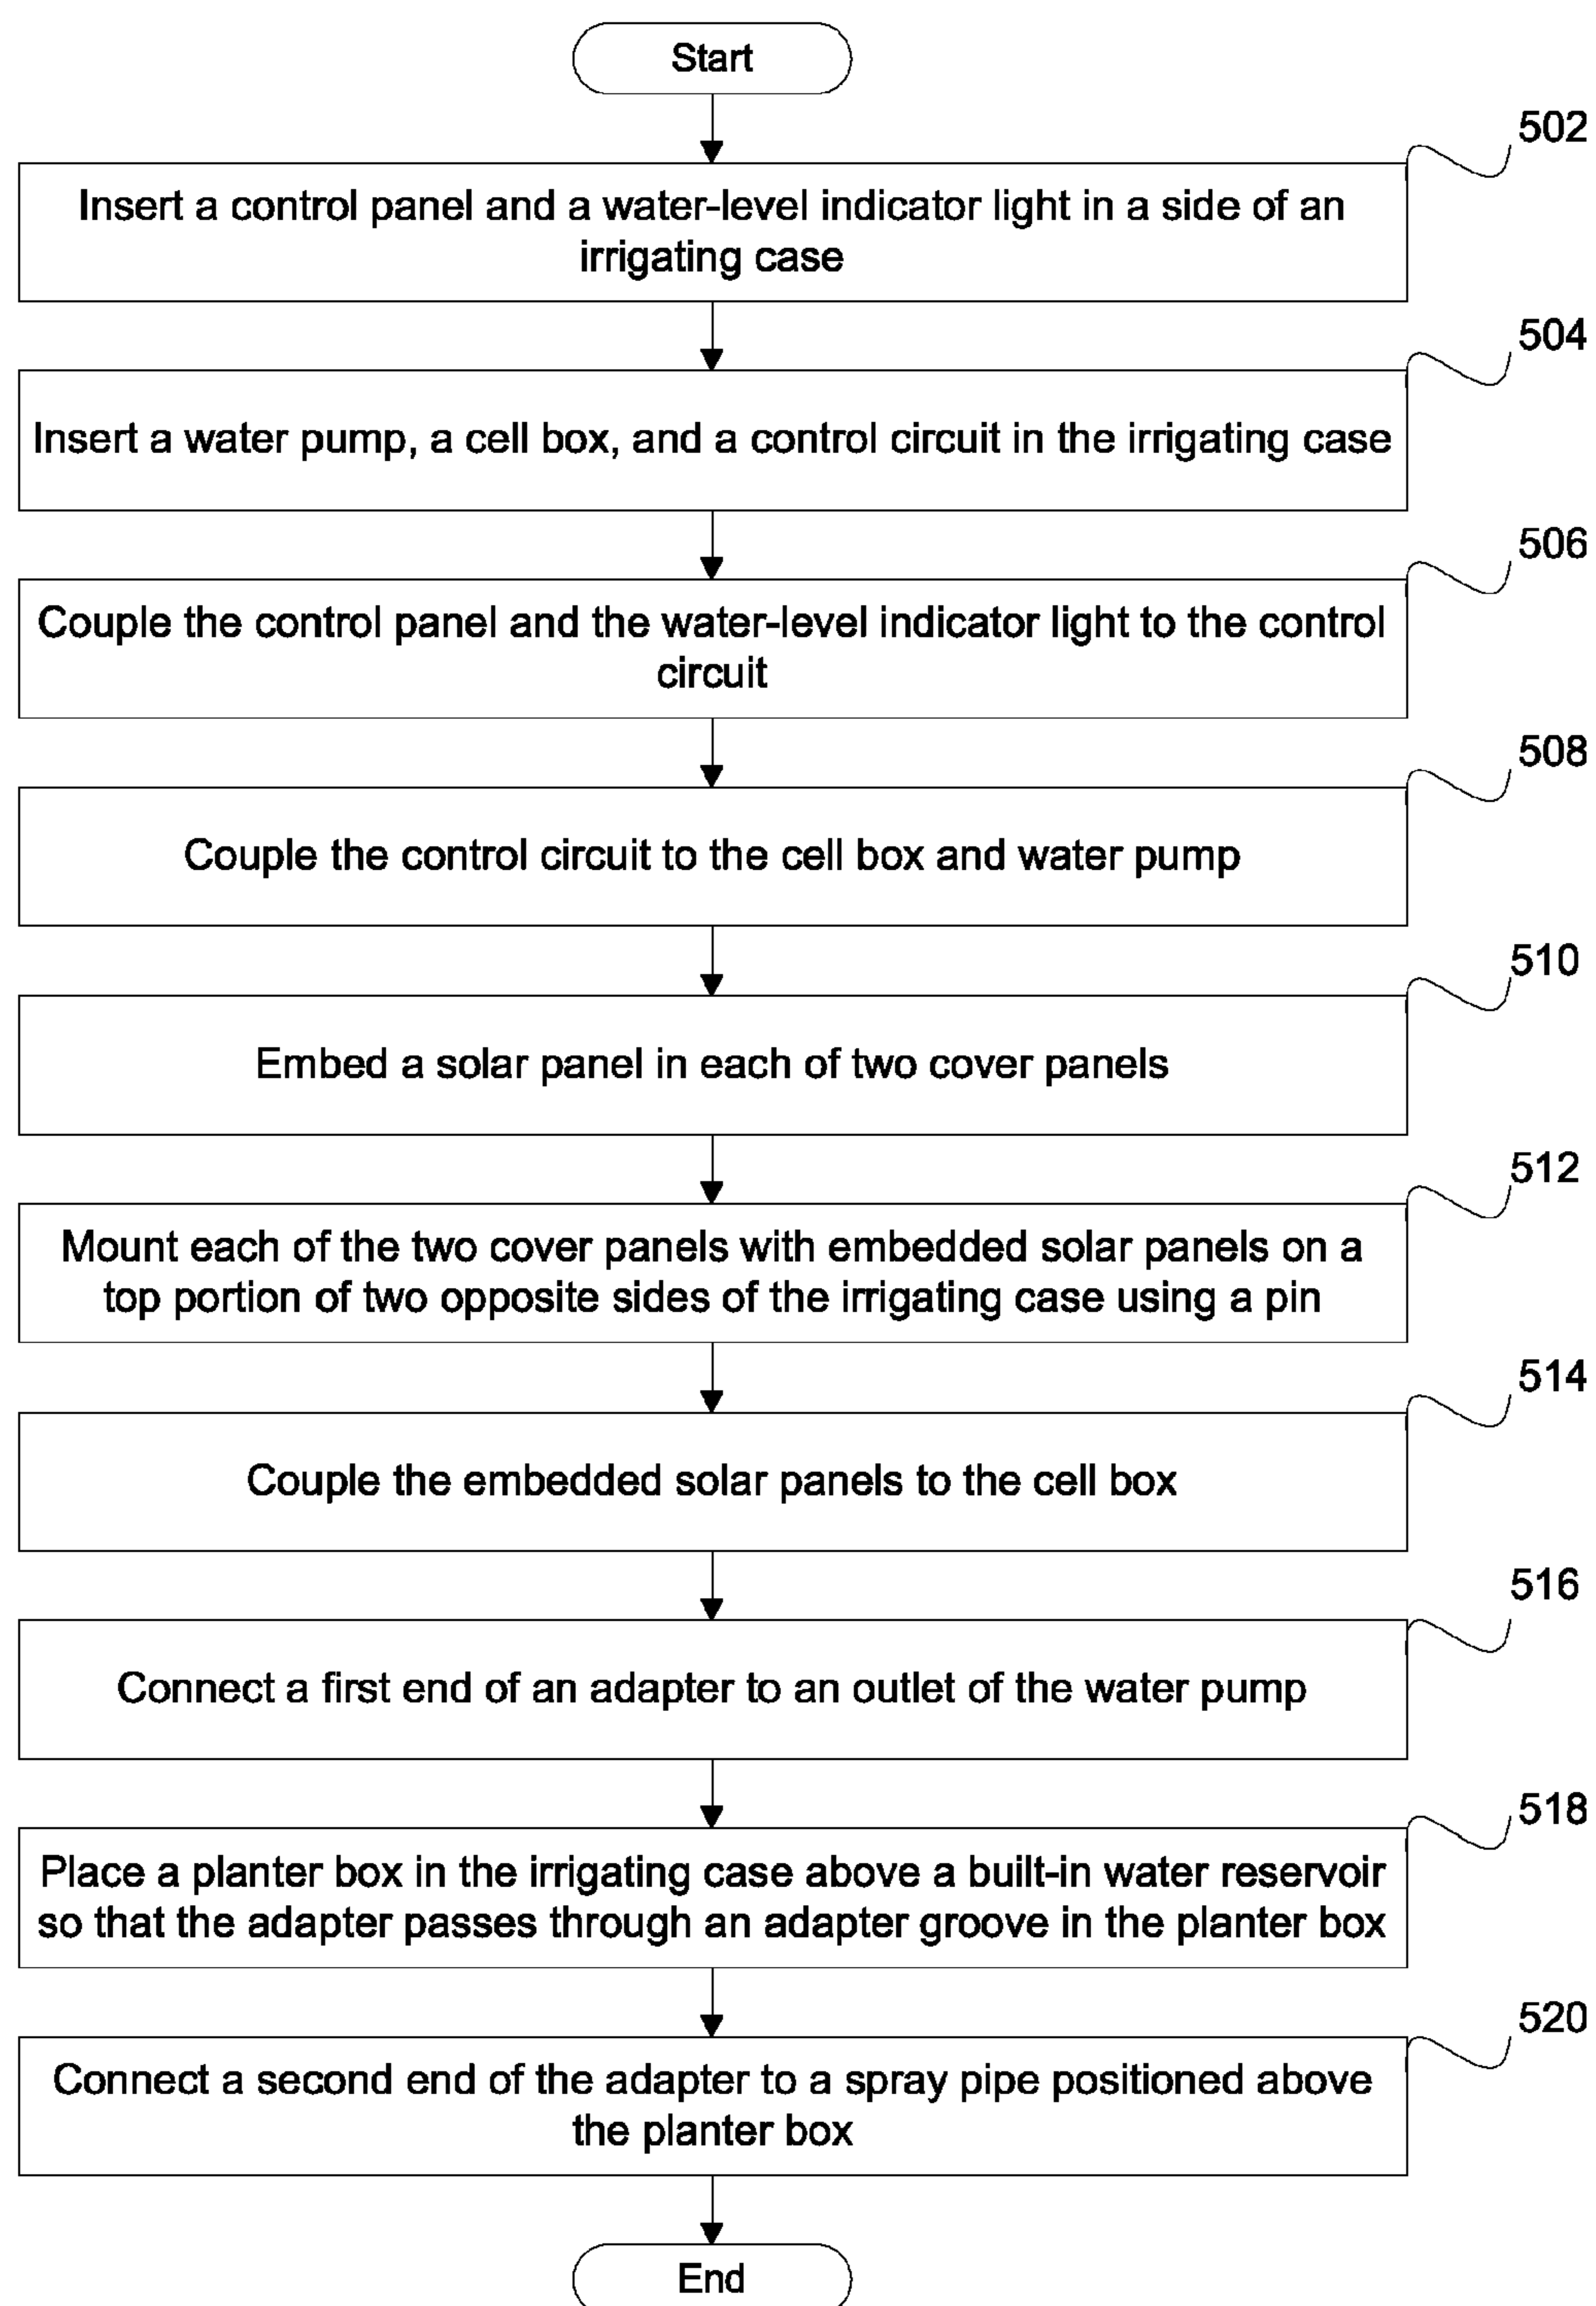 Start
502
Insert a control panel and a water-level indicator light in a side of an
irrigating case
504
Insert a water pump, a cell box, and a control circuit in the irrigating case
506
Couple the control panel and the water-level indicator light to the control
circuit
508
Couple the control circuit to the cell box and water pump
510
Embed a solar panel in each of two cover panels
512
Mount each of the two cover panels with embedded solar panels on a
top portion of two opposite sides of the irrigating case using a pin
514
Couple the embedded solar panels to the cell box
516
Connect a first end of an adapter to an outlet of the water pump
518
Place a planter box in the irrigating case above a built-in water reservoir
so that the adapter passes through an adapter groove in the planter box
520
Connect a second end of the adapter to a spray pipe positioned above
the planter box
End